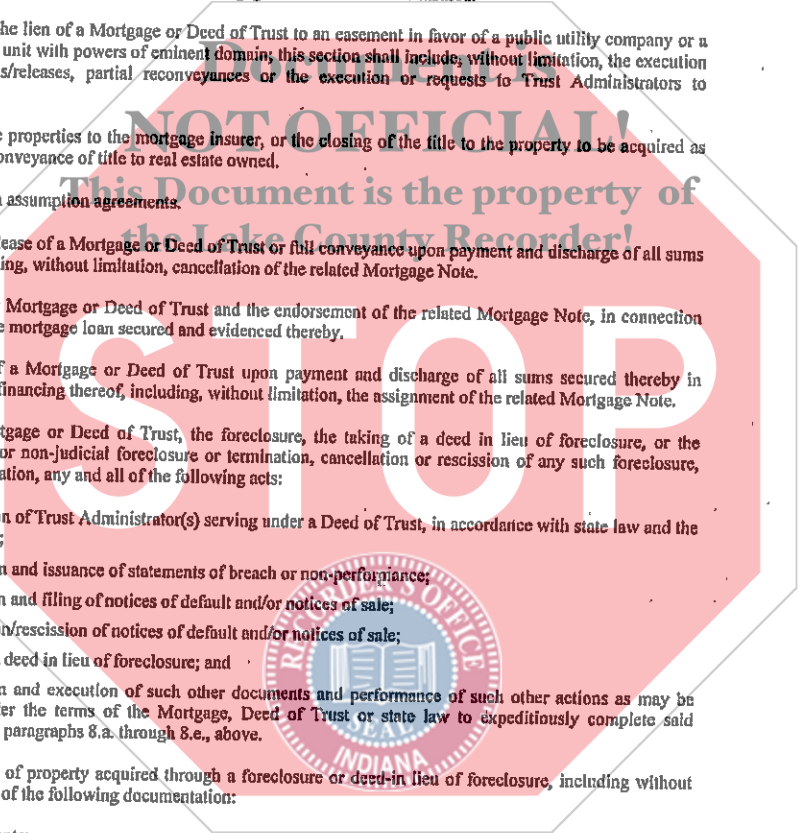 he lien of a Mortgage or Deed of Trust to an easement in favor of a public utility company or a
unit with powers of eminent domain; this section shall include, without limitation, the execution
s/releases, partial reconveyances or the execution or requests to Trust Administrators to
Document is
NOT OFFICIAL!
properties to the mortgage insurer, or the closing of the title to the property to be acquired as
onveyance of title to real estate owned.
This Document is the property of
assumption agreements.
the Lake County Recorder!
ease of a Mortgage or Deed of Trust or full conveyance upon payment and discharge of all sums
ing, without limitation, cancellation of the related Mortgage Note.
Mortgage or Deed of Trust and the endorsement of the related Mortgage Note, in connection
e mortgage loan secured and evidenced thereby.
STOP
f a Mortgage or Deed of Trust upon payment and discharge of all sums secured thereby in
financing thereof, including, without limitation, the assignment of the related Mortgage Note.
tgage or Deed of Trust, the foreclosure, the taking of a deed in lieu of foreclosure, or the
or non-judicial foreclosure or termination, cancellation or rescission of any such foreclosure,
ation, any and all of the following acts:
n of Trust Administrator(s) serving under a Deed of Trust, in accordance with state law and the
;
n and issuance of statements of breach or non-performance;
n and filing of notices of default and/or notices of sale;
n/rescission of notices of default and/or notices of sale;
deed in lieu of foreclosure; and
n and execution of such other documents and performance of such other actions as may be
er the terms of the Mortgage, Deed of Trust or state law to expeditiously complete said
paragraphs 8.a. through 8.e., above.
RECORDER'S OFFICE
SEAL
INDIANA
of property acquired through a foreclosure or deed-in lieu of foreclosure, including without
of the following documentation: